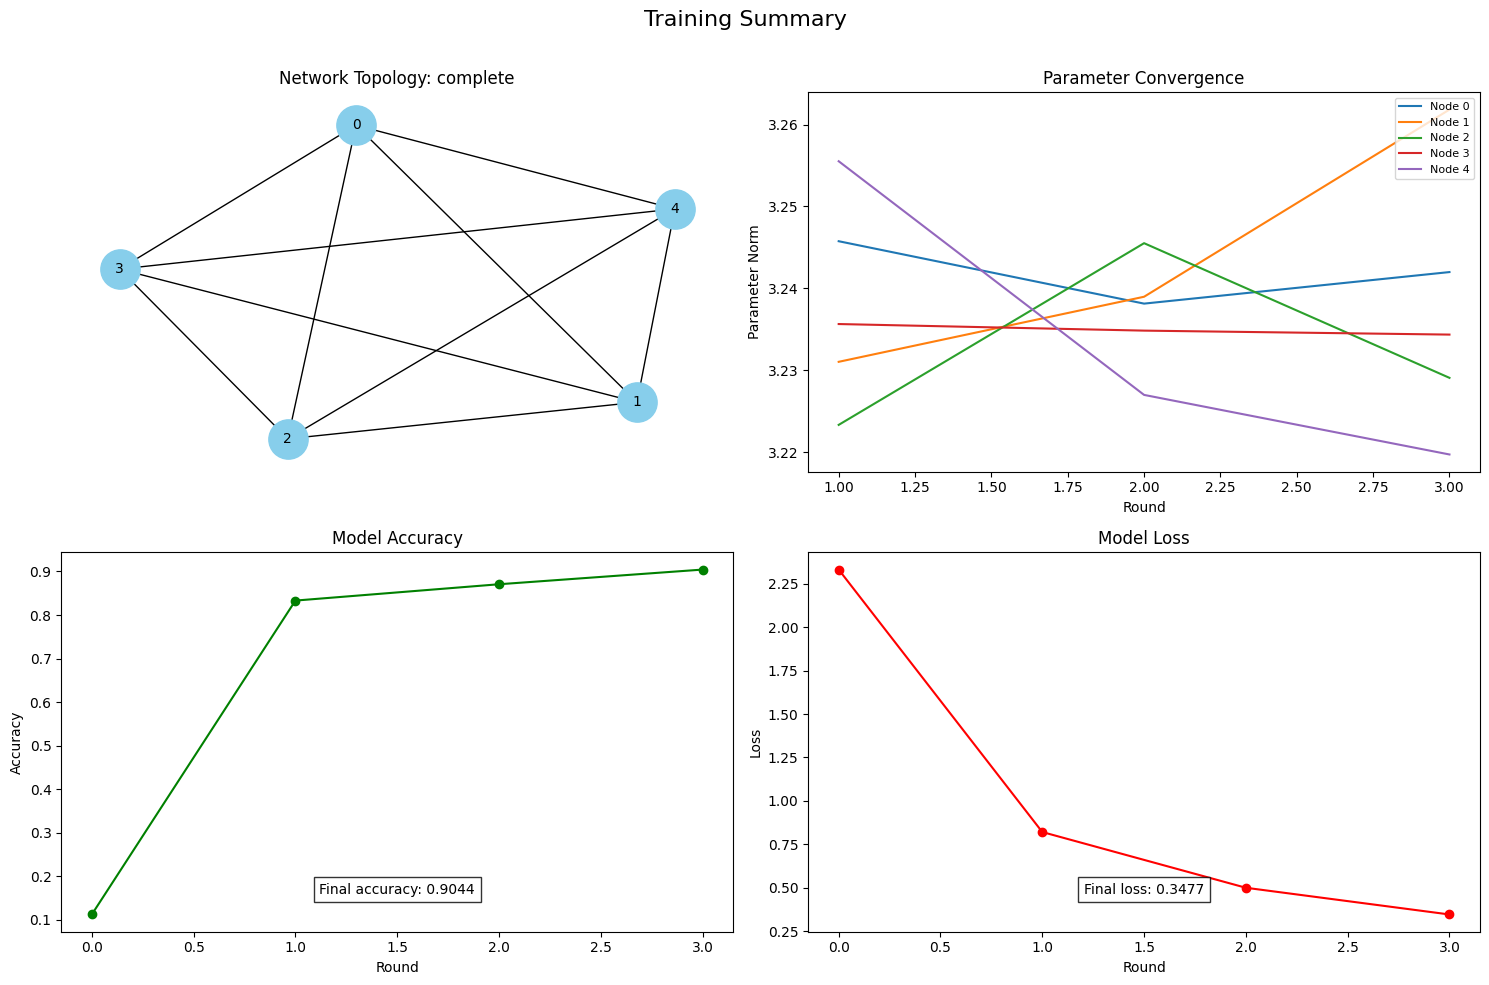 Training Summary
Network Topology: complete
0
4
3
1
2
Parameter Convergence
Node 0
Node 1
Node 2
Node 3
Node 4
3.26
3.25
3.24
3.23
3.22
Parameter Norm
1.00 1.25 1.50 1.75 2.00 2.25 2.50 2.75 3.00
Round
Model Accuracy
0.9
0.8
0.7
0.6
0.5
0.4
0.3
0.2
0.1
Accuracy
Final accuracy: 0.9044
0.0 0.5 1.0 1.5 2.0 2.5 3.0
Round
Model Loss
2.25
2.00
1.75
1.50
1.25
1.00
0.75
0.50
0.25
Loss
Final loss: 0.3477
0.0 0.5 1.0 1.5 2.0 2.5 3.0
Round